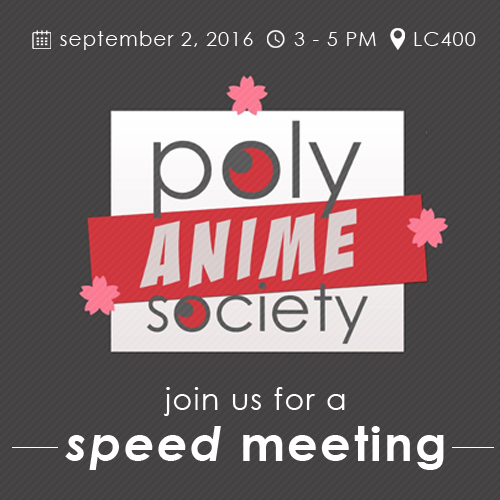 september 2, 2016 3 - 5 PM LC400
poly
ANIME
society
join us for a
speed meeting